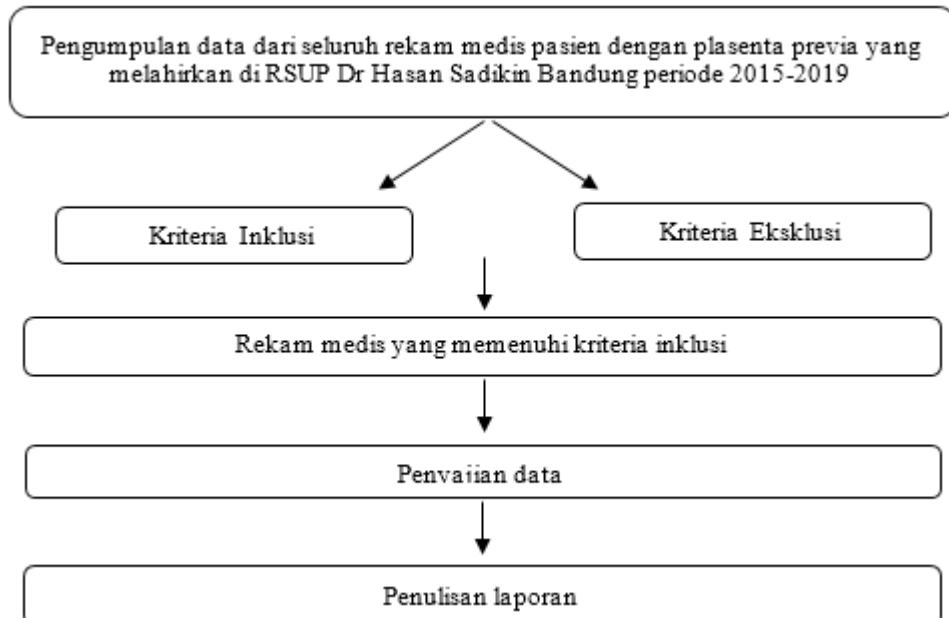 Pengumpulan data dari seluruh rekam medis pasien dengan plasenta previa yang
melahirkan di RSUP Dr Hasan Sadikin Bandung periode 2015-2019
Kriteria Inklusi
Kriteria Eksklusi
Rekam medis yang memenuhi kriteria inklusi
Penyajian data
Penulisan laporan